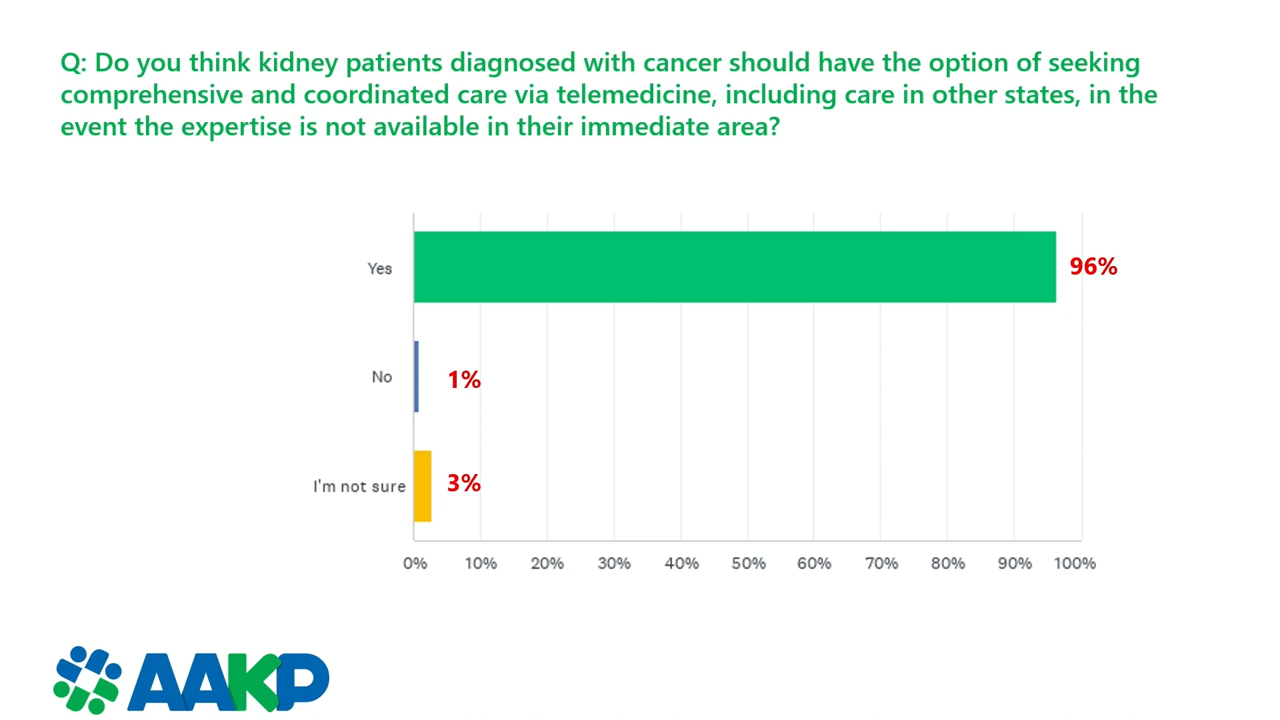 Q: Do you think kidney patients diagnosed with cancer should have the option of seeking
comprehensive and coordinated care via telemedicine, including care in other states, in the
event the expertise is not available in their immediate area?
Yes
96%
No
1%
I'm not sure
3%
0% 10% 20% 30% 40% 50% 60% 70% 80% 90% 100%
AAKP